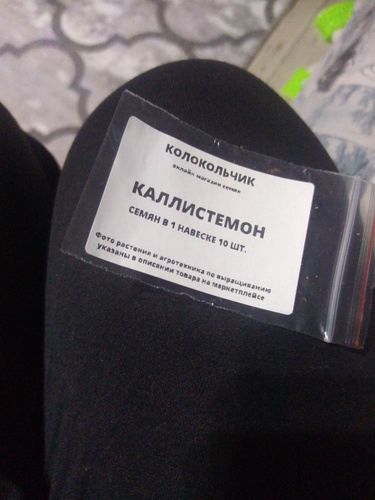 КОЛОКОЛЬЧИК
онлайн магазин семян
КАЛЛИСТЕМОН
СЕМЯН В 1 НАВЕСКЕ 10 ШТ.
Фото растения и агротехника по выращиванию
указаны в описании товара на маркетплейсе